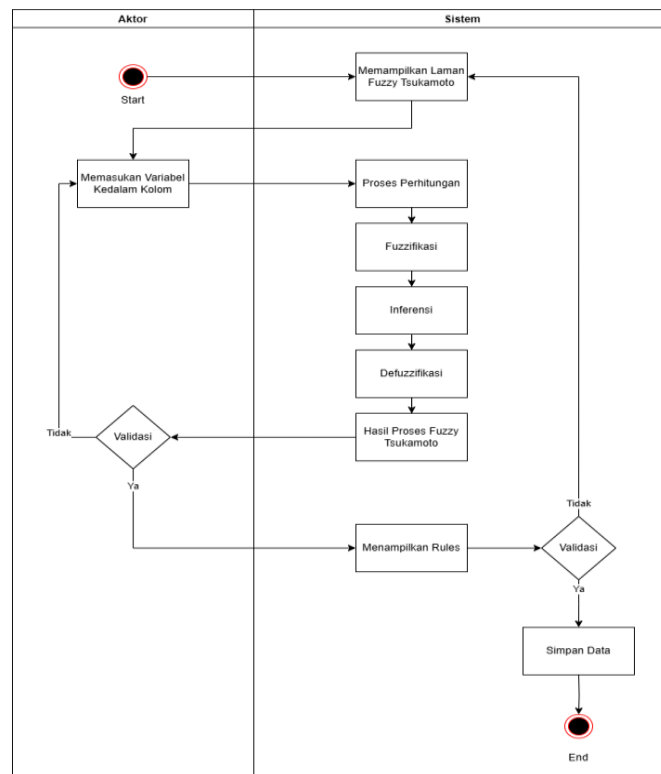 Aktor
Sistem
Memampilkan Laman
Fuzzy Tsukamoto
Start
Memasukan Variabel
Kedalam Kolom
Proses Perhitungan
Fuzzifikasi
Inferensi
Defuzzifikasi
Tidak
Validasi
Hasil Proses Fuzzy
Tsukamoto
Ya
Tidak
Menampilkan Rules
Validasi
Ya
Simpan Data
End